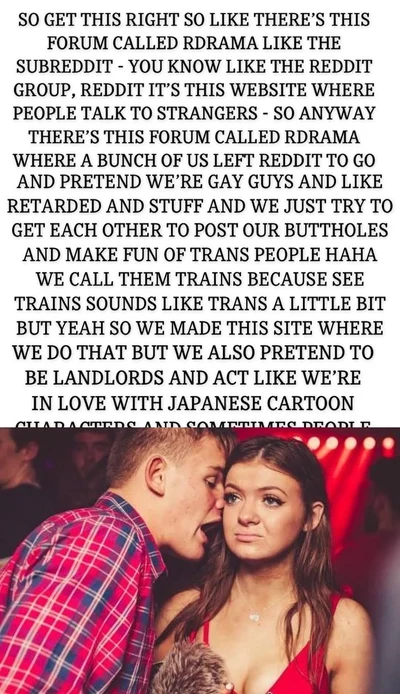 SO GET THIS RIGHT SO LIKE THERE'S THIS
FORUM CALLED RDRAMA LIKE THE
SUBREDDIT - YOU KNOW LIKE THE REDDIT
GROUP, REDDIT IT'S THIS WEBSITE WHERE
PEOPLE TALK TO STRANGERS - SO ANYWAY
THERE'S THIS FORUM CALLED RDRAMA
WHERE A BUNCH OF US LEFT REDDIT TO GO
AND PRETEND WE'RE GAY GUYS AND LIKE
RETARDED AND STUFF AND WE JUST TRY TO
GET EACH OTHER TO POST OUR BUTTHOLES
AND MAKE FUN OF TRANS PEOPLE HAHA
WE CALL THEM TRAINS BECAUSE SEE
TRAINS SOUNDS LIKE TRANS A LITTLE BIT
BUT YEAH SO WE MADE THIS SITE WHERE
WE DO THAT BUT WE ALSO PRETEND TO
BE LANDLORDS AND ACT LIKE WE'RE
IN LOVE WITH JAPANESE CARTOON
CHARACTERS AND SOMETIMES PEOPLE